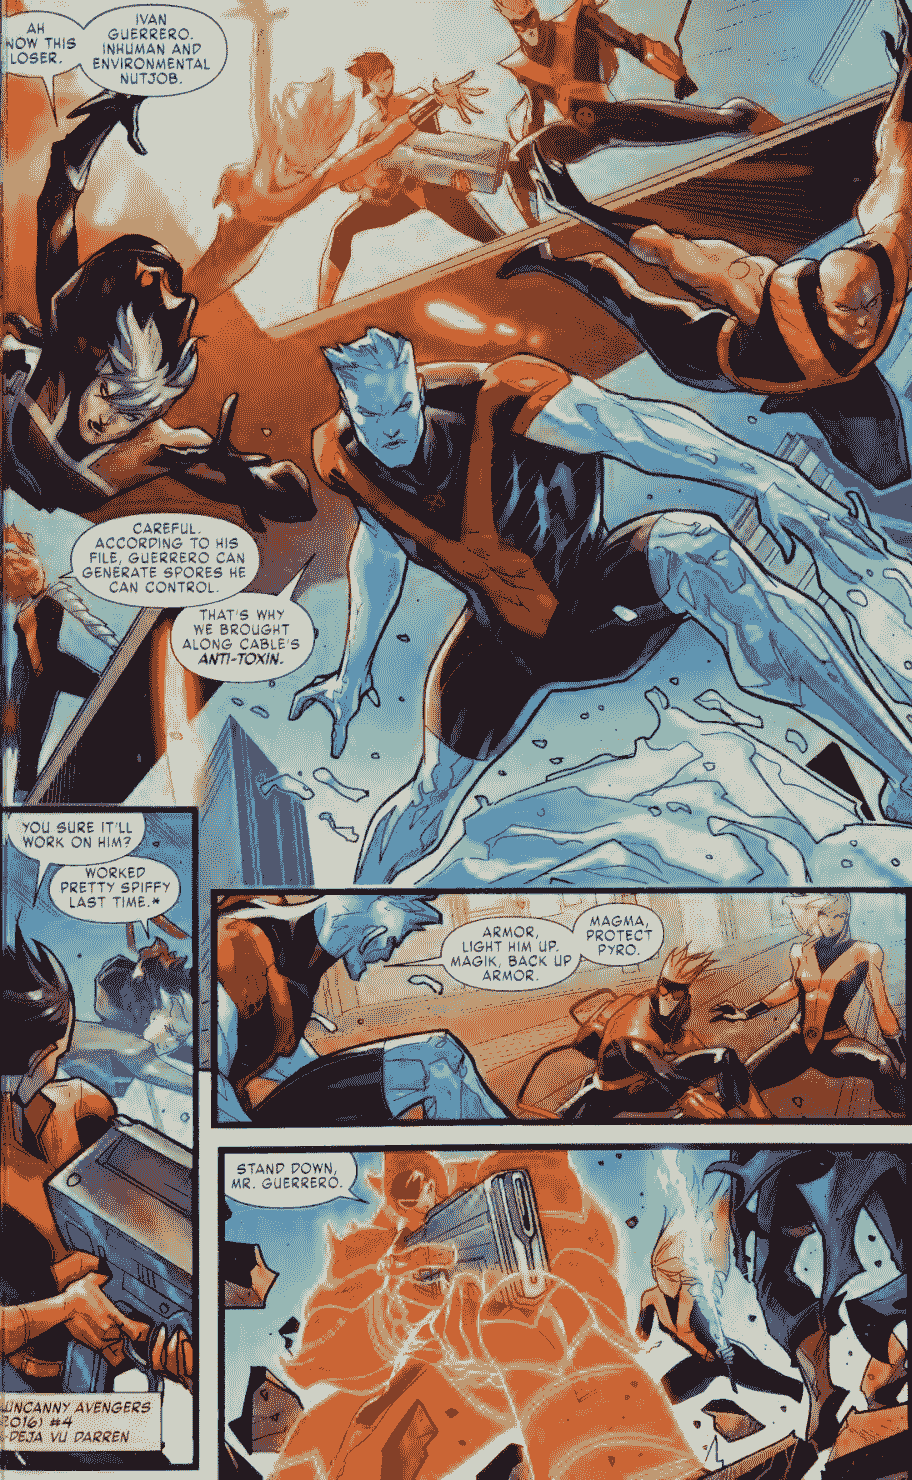 AH
NOW THIS
LOSER.
IVAN
GUERRERO.
INHUMAN AND
ENVIRONMENTAL
NUTJOB.
CAREFUL.
ACCORDING TO HIS
FILE, GUERRERO CAN
GENERATE SPORES HE
CAN CONTROL.
THAT'S WHY
WE BROUGHT
ALONG CABLE'S
ANTI-TOXIN.
YOU SURE IT'LL
WORK ON HIM?
WORKED
PRETTY SPIFFY
LAST TIME.*
UNCANNY AVENGERS
2016) #4
-DEJA VU DARREN
ARMOR,
LIGHT HIM UP.
MAGIK, BACK UP
ARMOR.
MAGMA,
PROTECT
PYRO.
STAND DOWN,
MR. GUERRERO.